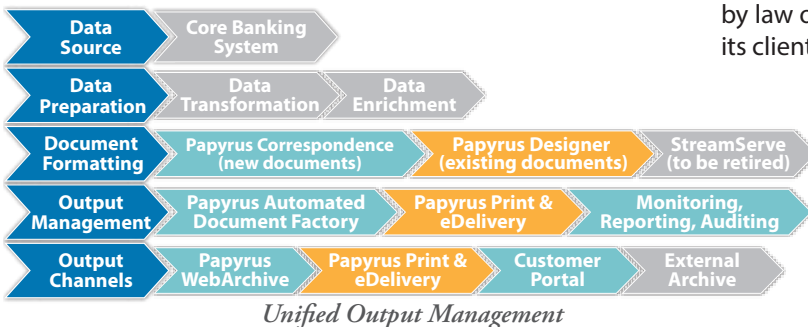 by law o
its client
Data Source
Core Banking System
Data Preparation
Data Transformation
Data Enrichment
Document Formatting
Papyrus Correspondence (new documents)
Papyrus Designer (existing documents)
StreamServe (to be retired)
Output Management
Papyrus Automated Document Factory
Papyrus Print & eDelivery
Monitoring, Reporting, Auditing
Output Channels
Papyrus WebArchive
Papyrus Print & eDelivery
Customer Portal
External Archive
Unified Output Management